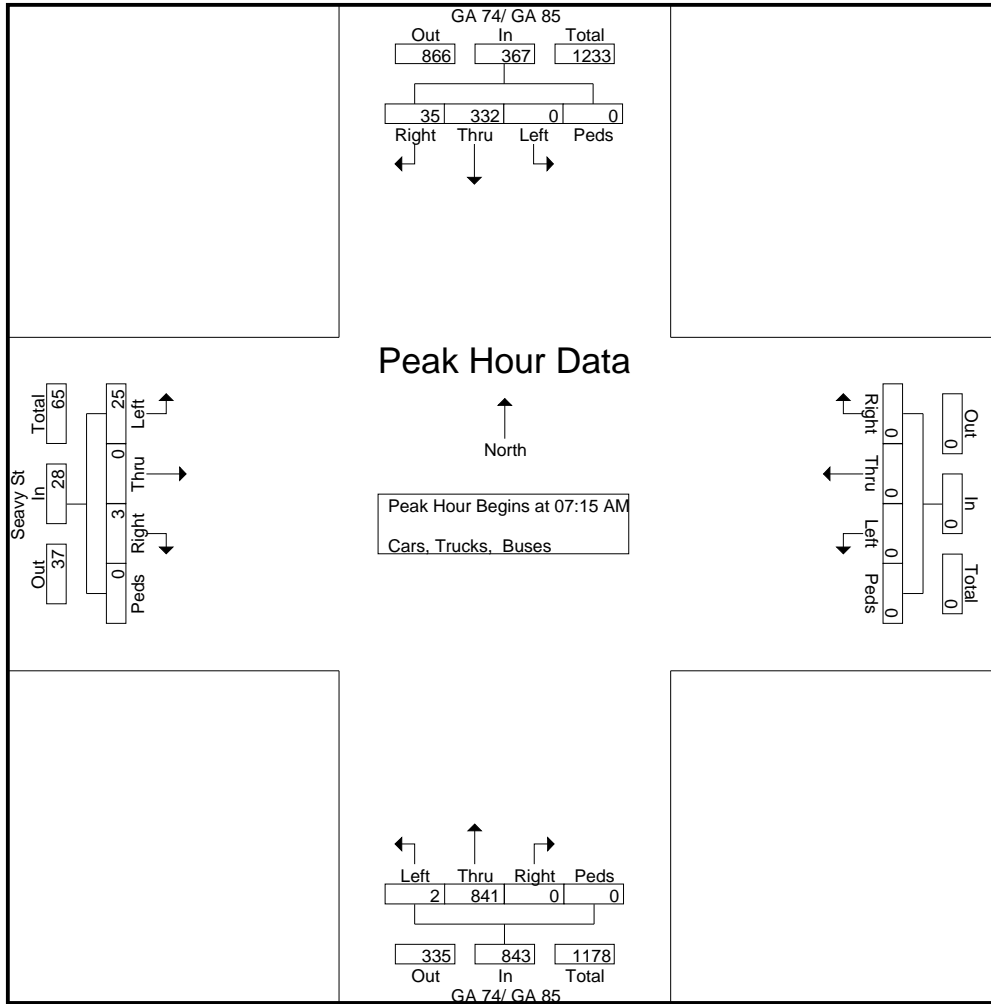 GA 74/ GA 85
Out In Total
866 367 1233
35 332 0 0
Right Thru Left Peds
Peak Hour Data
North
Peak Hour Begins at 07:15 AM
Cars, Trucks, Buses
Seavy St
Out In Total
37 28 65
25 0 3 0
Left Thru Right Peds
Out In Total
0 0 0
0 0 0 0
Right Thru Left Peds
Left Thru Right Peds
2 841 0 0
335 843 1178
Out In Total
GA 74/ GA 85